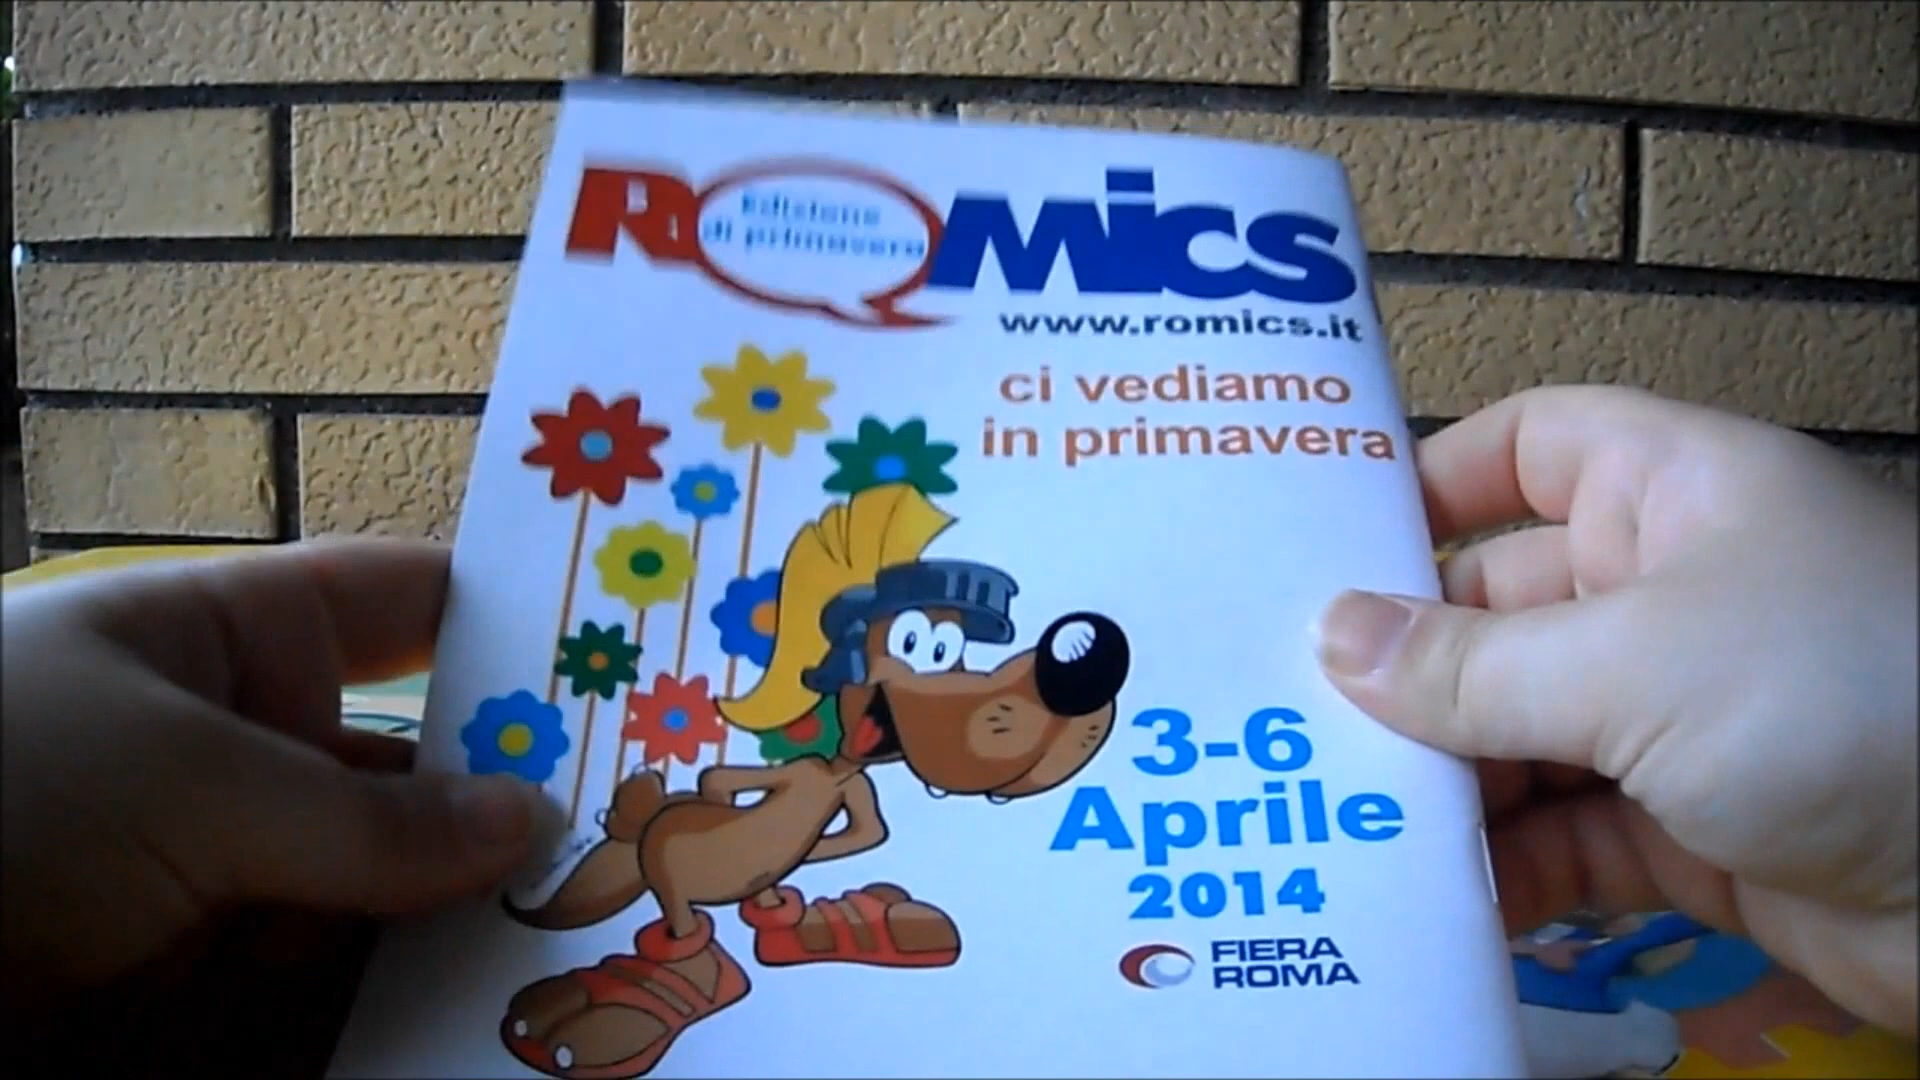 ROMICS
Edizione
di primavera
www.romics.it
ci vediamo
in primavera
3-6
Aprile
2014
FIERA
ROMA